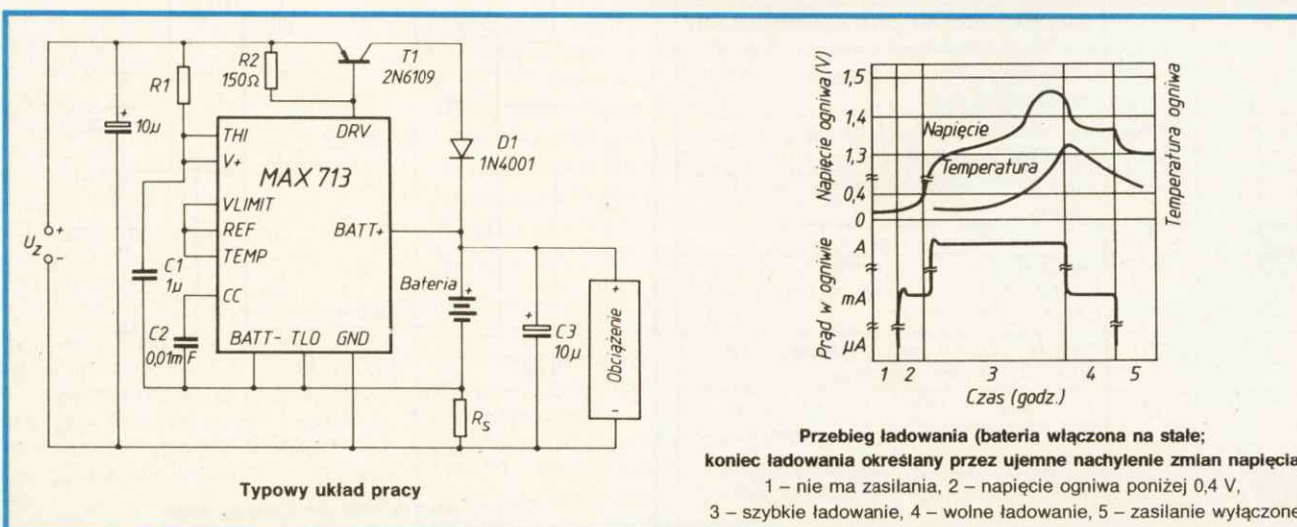 R1
10µ
R2
150Ω
T1
2N6109
THI
V+
DRV
MAX 713
VLIMIT
REF
TEMP
BATT+
CC
BATT- TLO GND
D1
1N4001
Uz
+
-
C1
1µ
C2
0,01m F
Bateria
+
C3
10µ
+
Obciążenie
-
Rs
Typowy układ pracy
Napięcie ogniwa (V)
1,5
1,4
1,3
0,4
0
Napięcie
Temperatura
Temperatura ogniwa
Prąd w ogniwie
A
mA
µA
1 2 3 4 5
Czas (godz.)
Przebieg ładowania (bateria włączona na stałe;
koniec ładowania określany przez ujemne nachylenie zmian napięcia
1 – nie ma zasilania, 2 – napięcie ogniwa poniżej 0,4 V,
3 – szybkie ładowanie, 4 – wolne ładowanie, 5 – zasilanie wyłączone